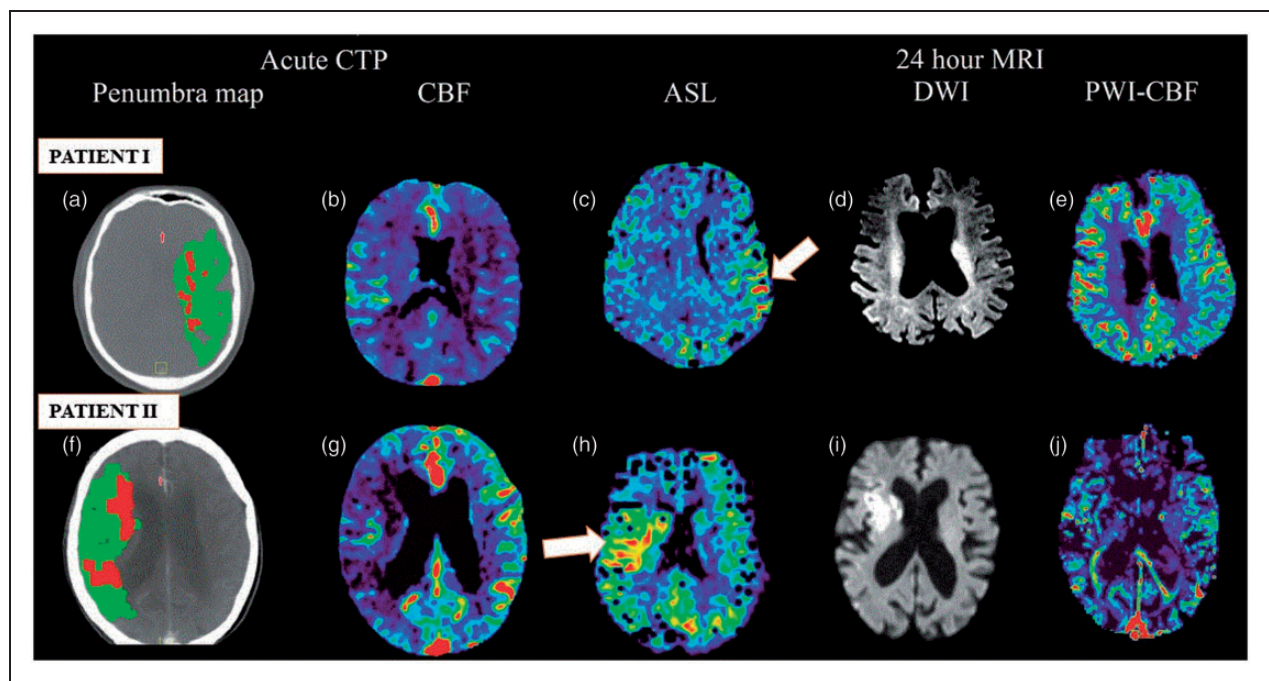 Acute CTP
24 hour MRI
Penumbra map
CBF
ASL
DWI
PWI-CBF
PATIENT I
(a)
(b)
(c)
(d)
(e)
PATIENT II
(f)
(g)
(h)
(i)
(j)